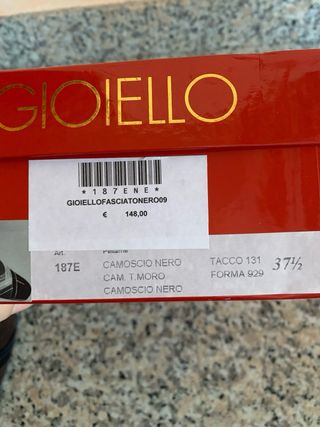 GIOIELLO
*187ENE*
GIOIELLOFASCIATONERO09
€ 148,00
Art. Pellame
187E CAMOSCIO NERO TACCO 131 37½
CAM. T.MORO FORMA 929
CAMOSCIO NERO